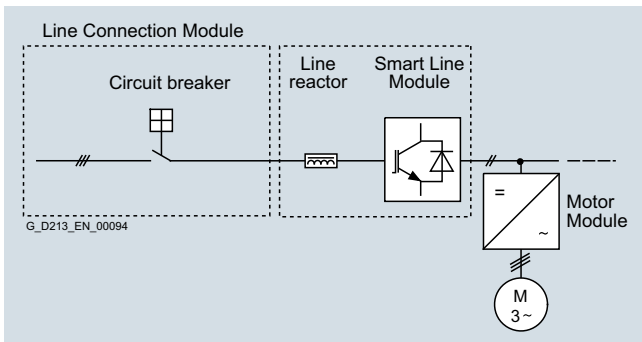 Line Connection Module
Circuit breaker
Line
reactor
Smart Line
Module
G_D213_EN_00094
=
~
Motor
Module
M
3~